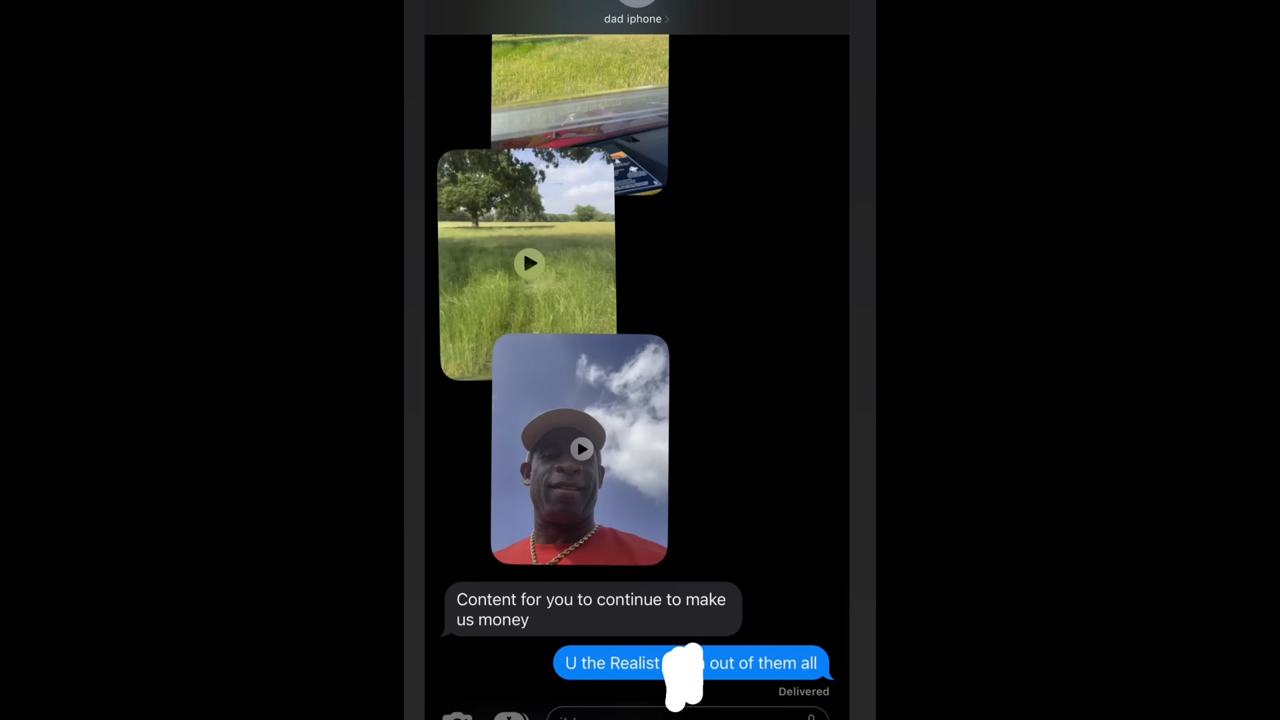 dad iphone
Content for you to continue to make
us money
U the Realist out of them all
Delivered